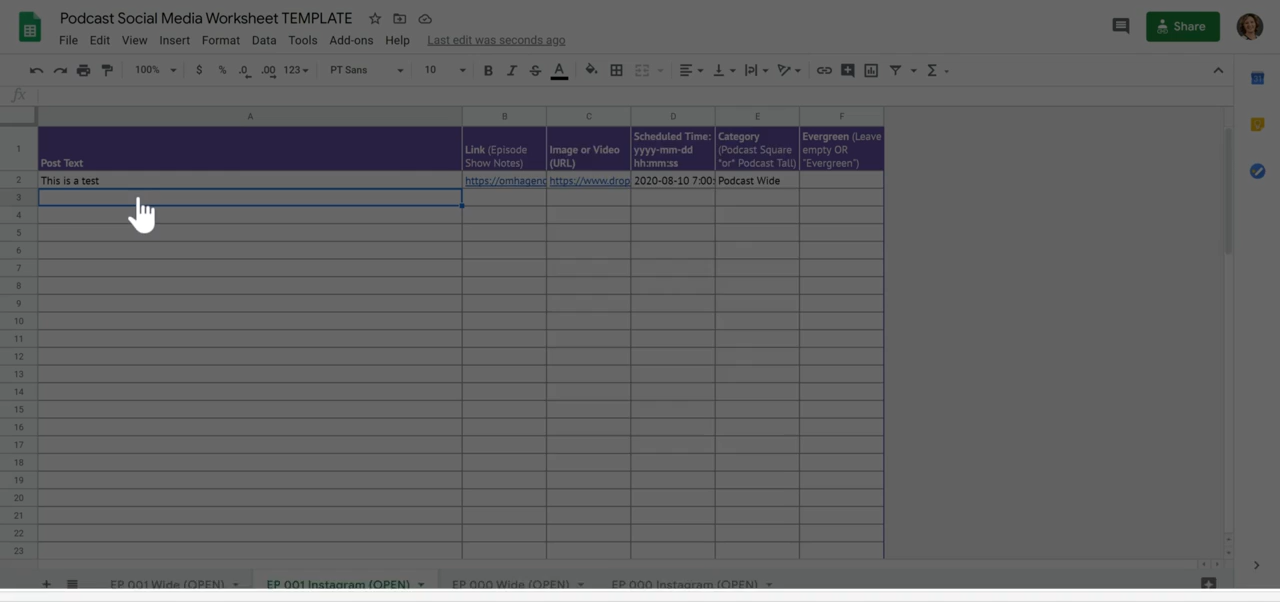 Podcast Social Media Worksheet TEMPLATE
File Edit View Insert Format Data Tools Add-ons Help Last edit was seconds ago
Share
100% $ % .0 .00 123 PT Sans 10 B I S A
fx
A B C D E F
1
Post Text
Link (Episode
Show Notes)
Image or Video
(URL)
Scheduled Time:
yyyy-mm-dd
hh:mm:ss
Category
(Podcast Square
*or* Podcast Tall)
Evergreen (Leave
empty OR
"Evergreen")
2 This is a test https://omhagenc https://www.drop 2020-08-10 7:00: Podcast Wide
3
4
5
6
7
8
9
10
11
12
13
14
15
16
17
18
19
20
21
22
23
EP 001 Wide (OPEN) EP 001 Instagram (OPEN) EP 000 Wide (OPEN) EP 000 Instagram (OPEN)